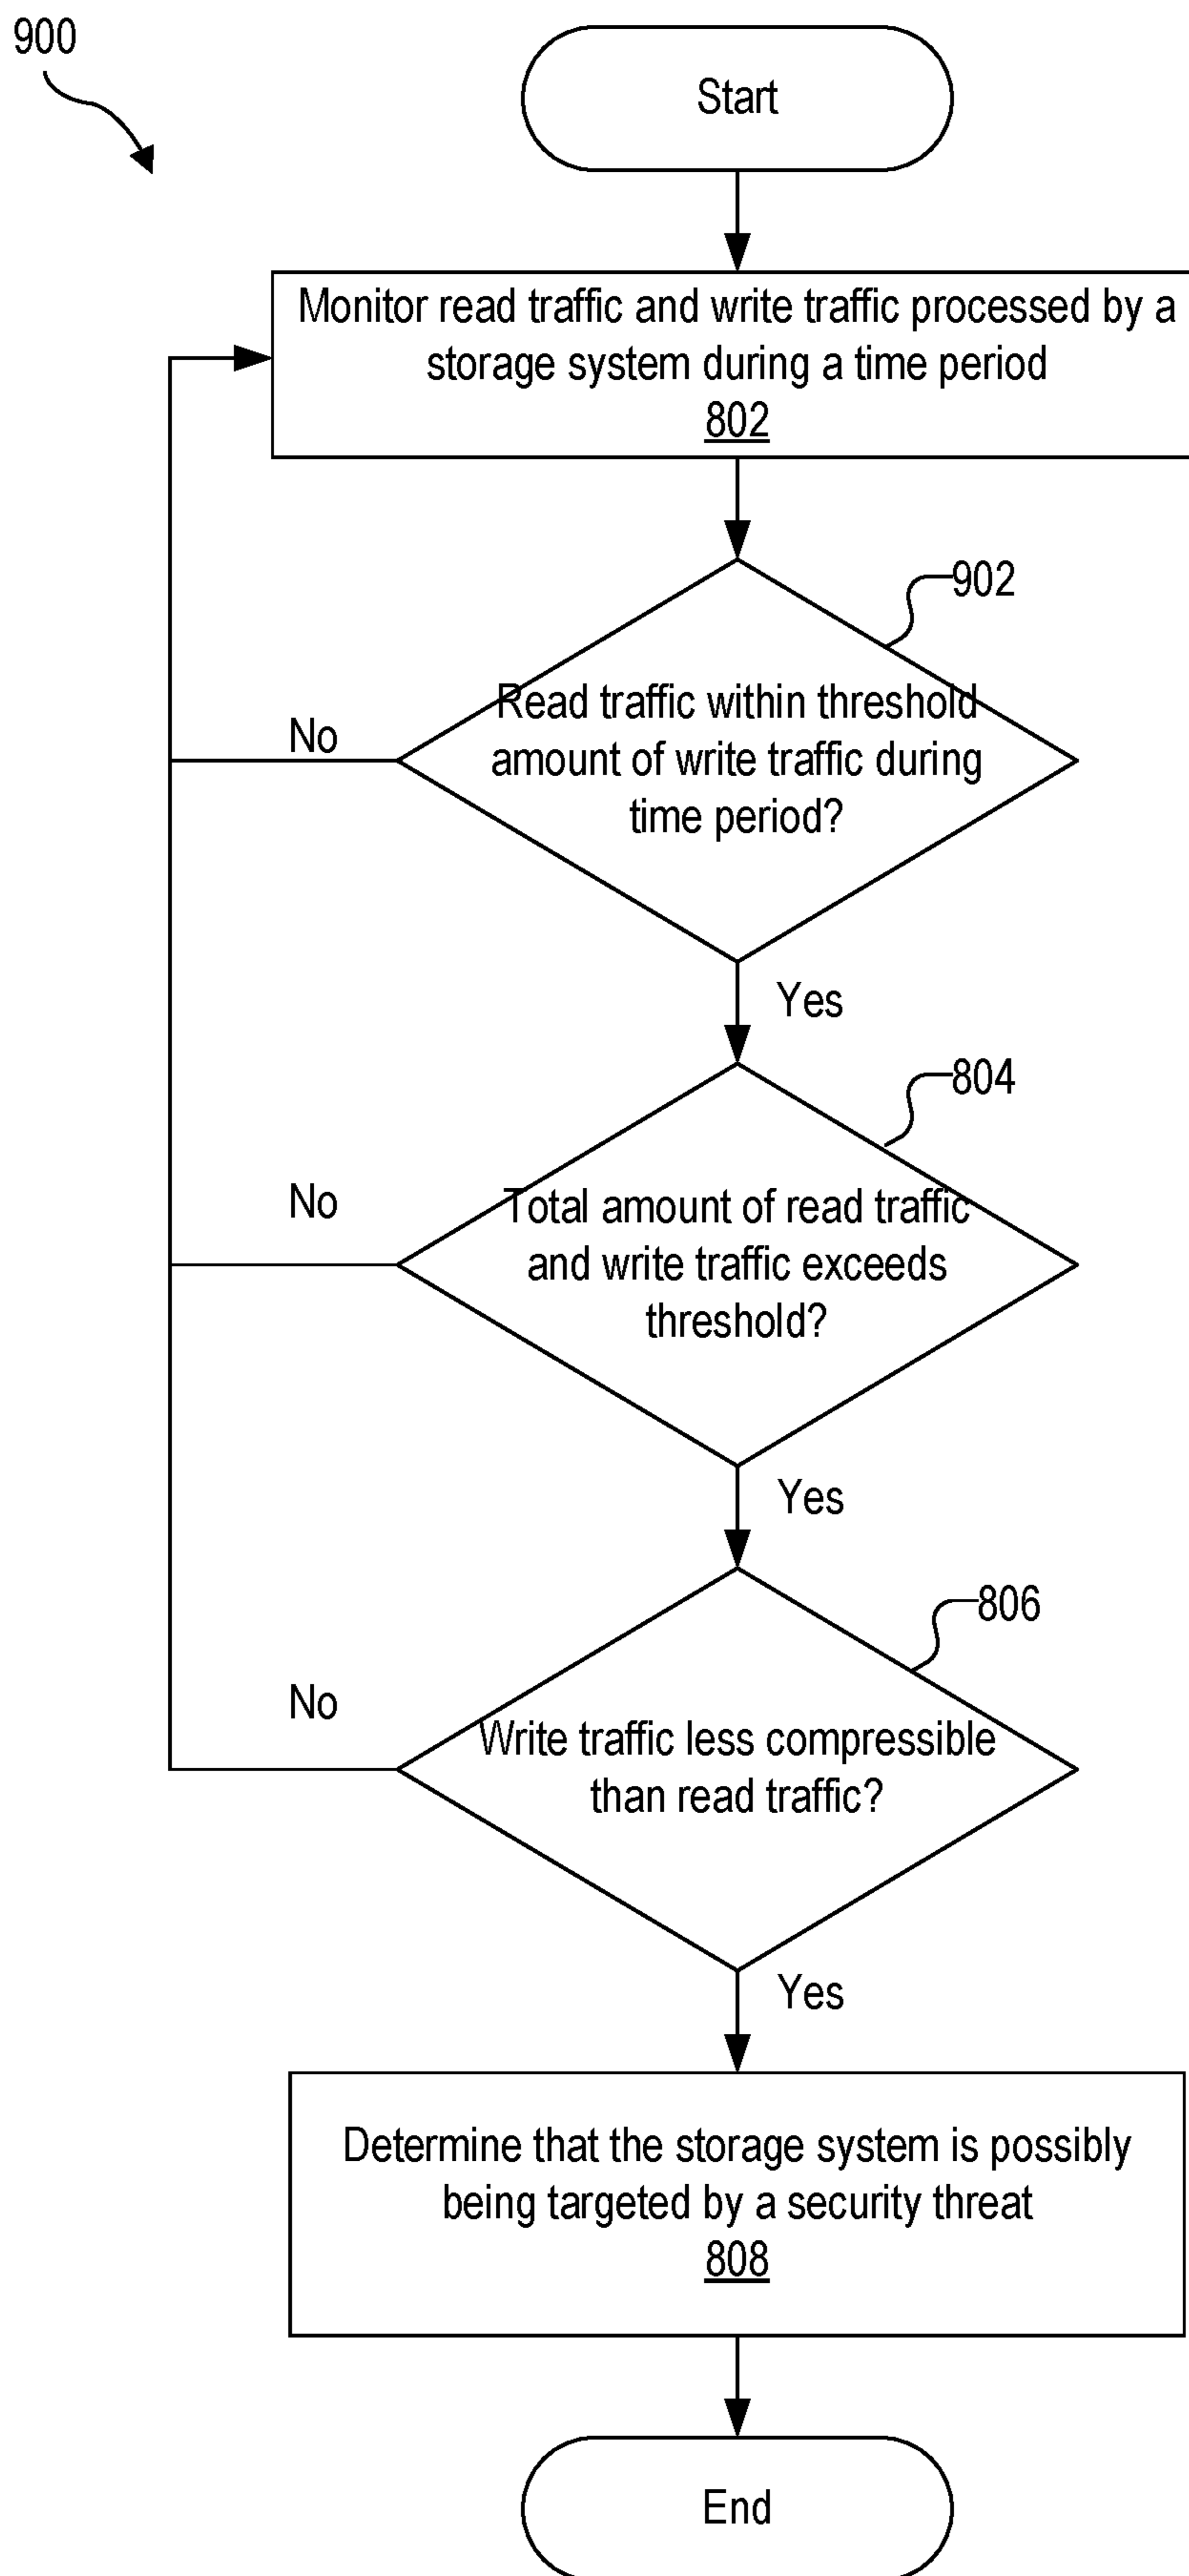 900
Start
Monitor read traffic and write traffic processed by a
storage system during a time period
802
902
Read traffic within threshold
amount of write traffic during
time period?
No
Yes
804
Total amount of read traffic
and write traffic exceeds
threshold?
No
Yes
806
Write traffic less compressible
than read traffic?
No
Yes
Determine that the storage system is possibly
being targeted by a security threat
808
End